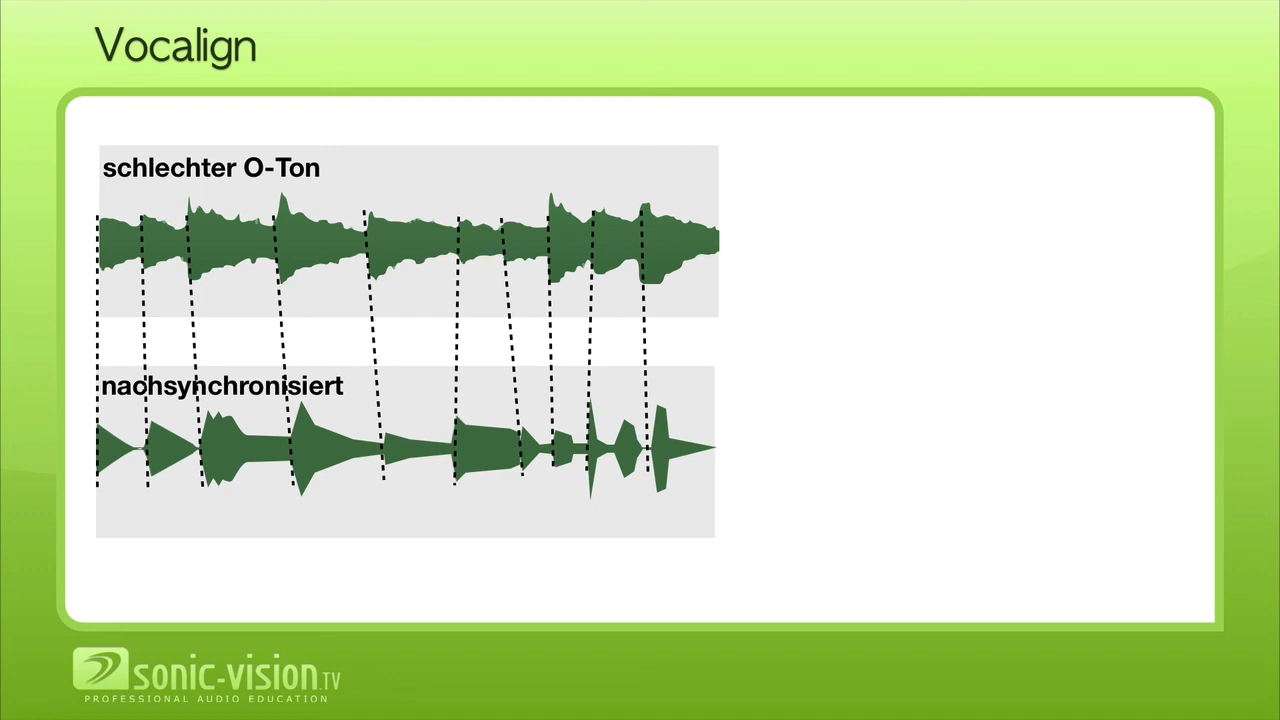 Vocalign
schlechter O-Ton
nachsynchronisiert
sonic-vision.TV
PROFESSIONAL AUDIO EDUCATION